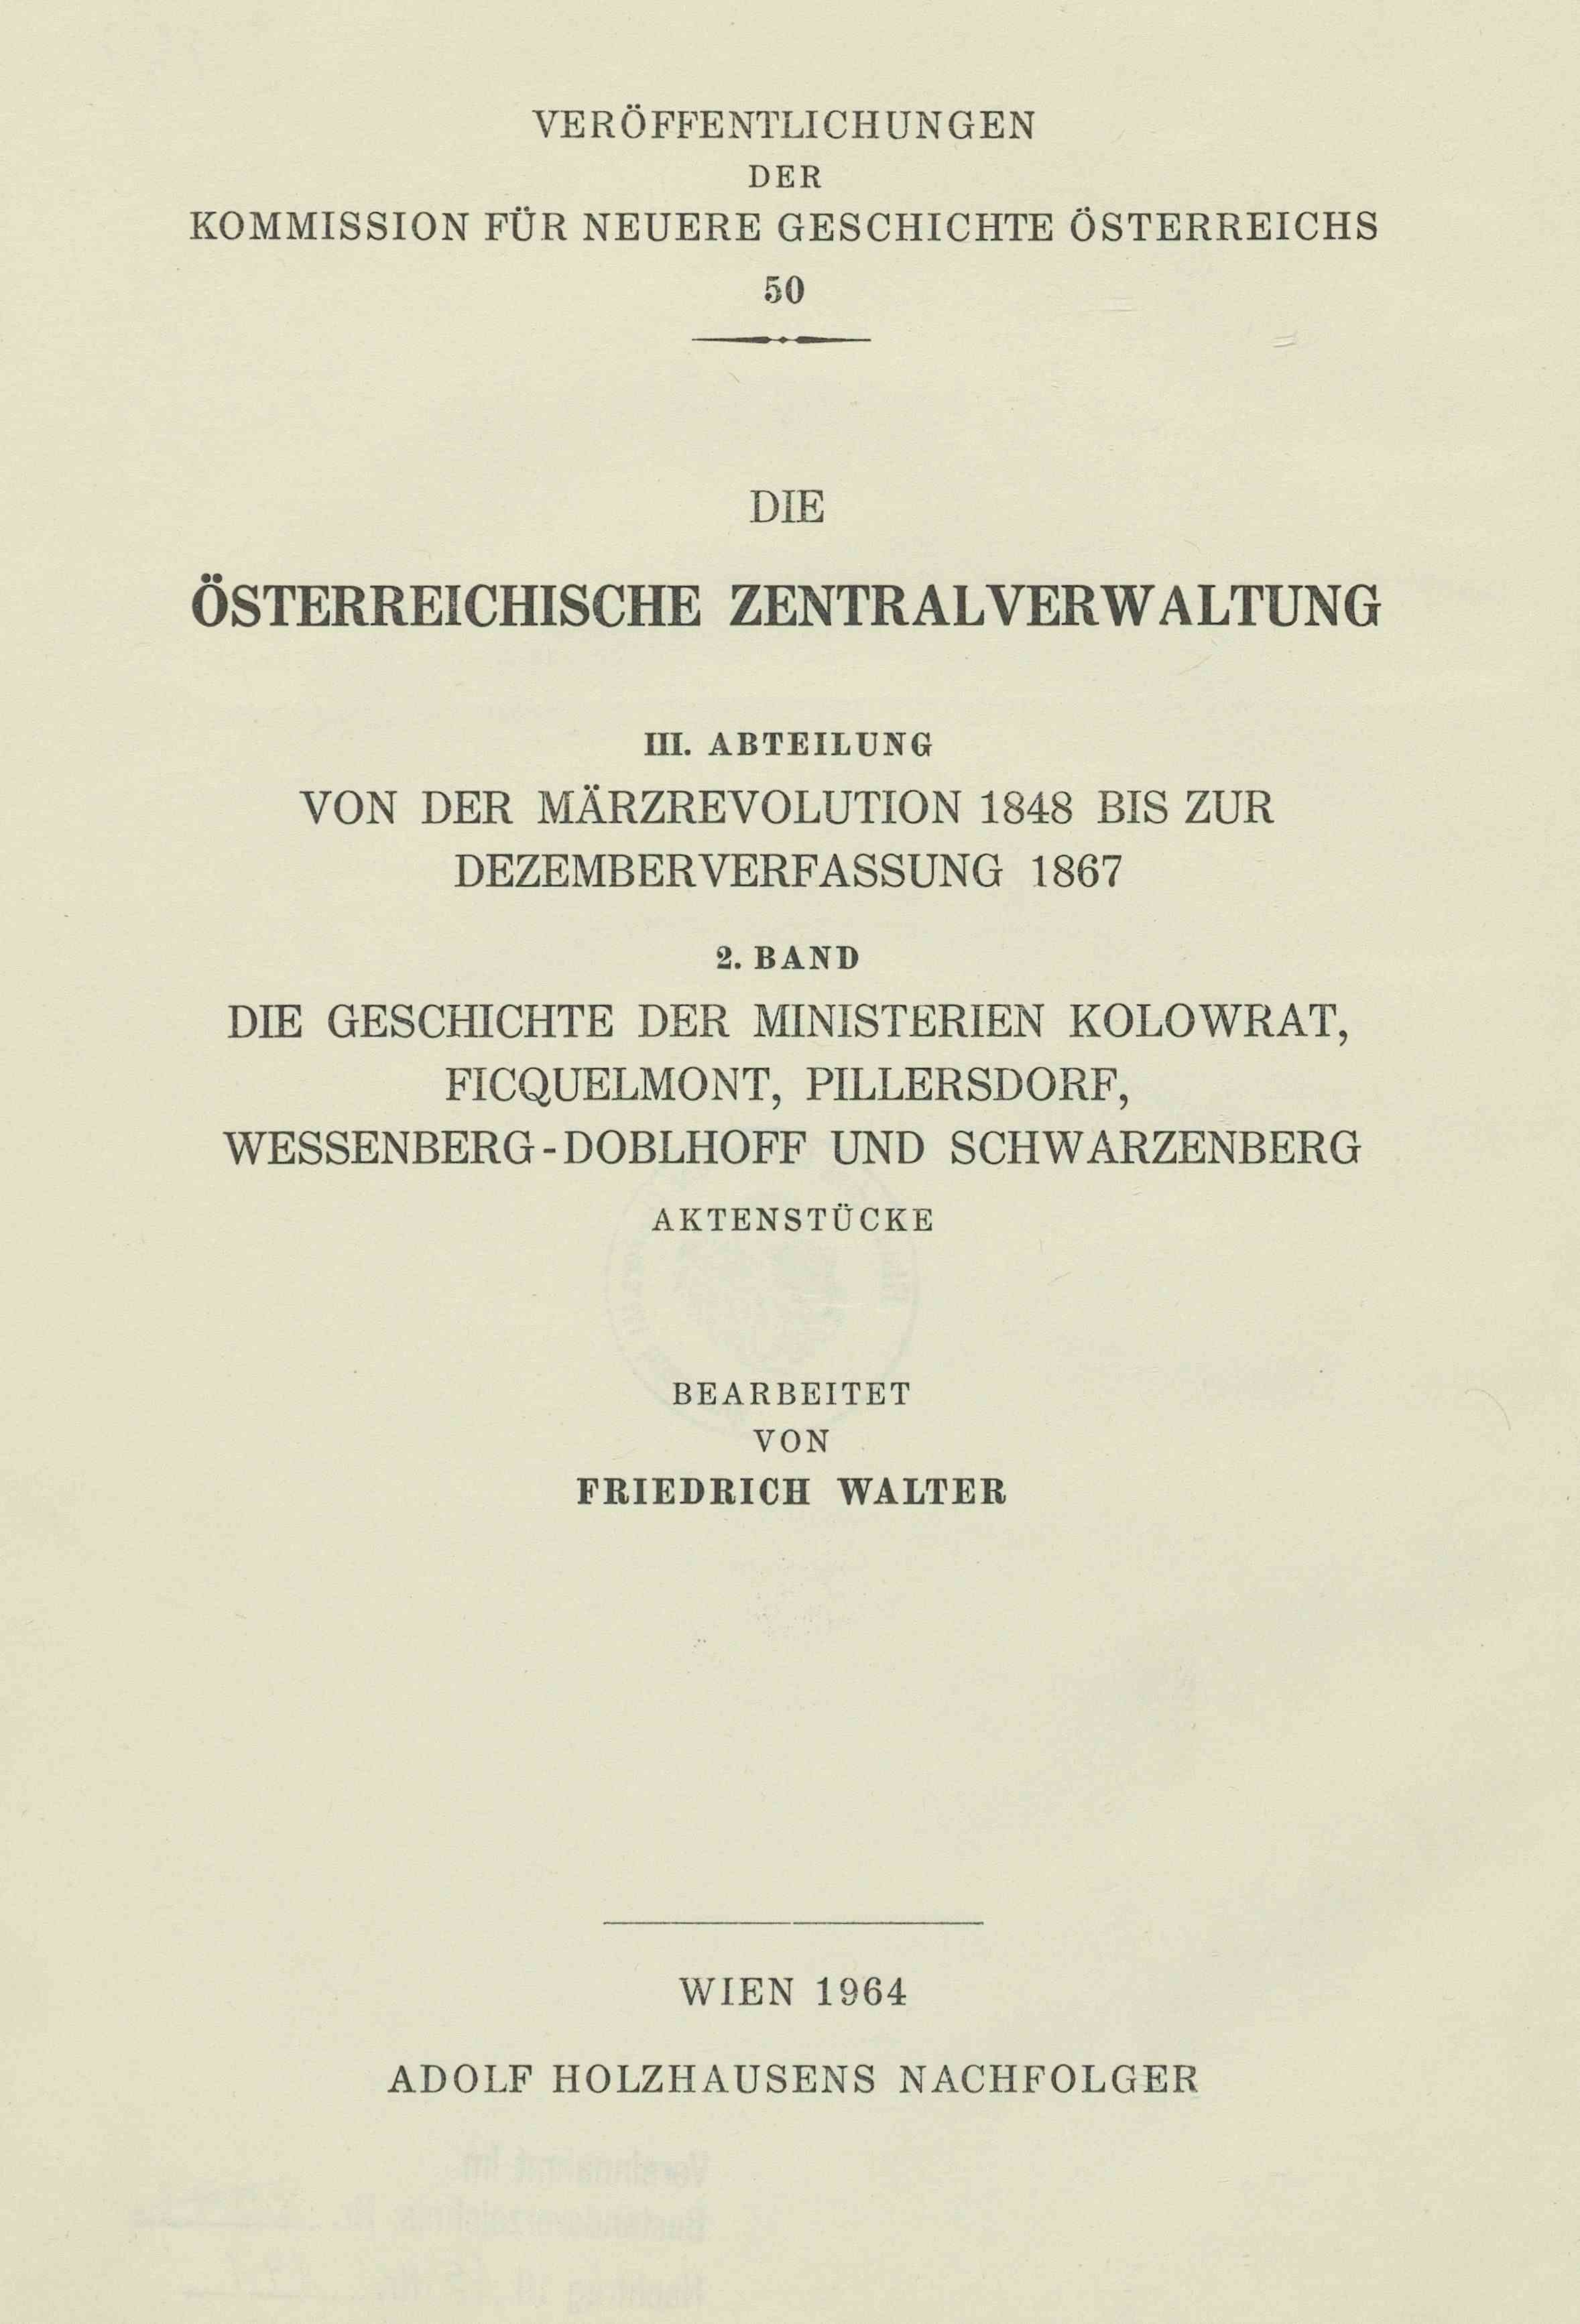 VERÖFFENTLICHUNGEN
DER
KOMMISSION FÜR NEUERE GESCHICHTE ÖSTERREICHS
50
DIE
ÖSTERREICHISCHE ZENTRALVERWALTUNG
III. ABTEILUNG
VON DER MÄRZREVOLUTION 1848 BIS ZUR
DEZEMBERVERFASSUNG 1867
2. BAND
DIE GESCHICHTE DER MINISTERIEN KOLOWRAT,
FICQUELMONT, PILLERSDORF,
WESSENBERG-DOBLHOFF UND SCHWARZENBERG
AKTENSTÜCKE
BEARBEITET
VON
FRIEDRICH WALTER
WIEN 1964
ADOLF HOLZHAUSENS NACHFOLGER